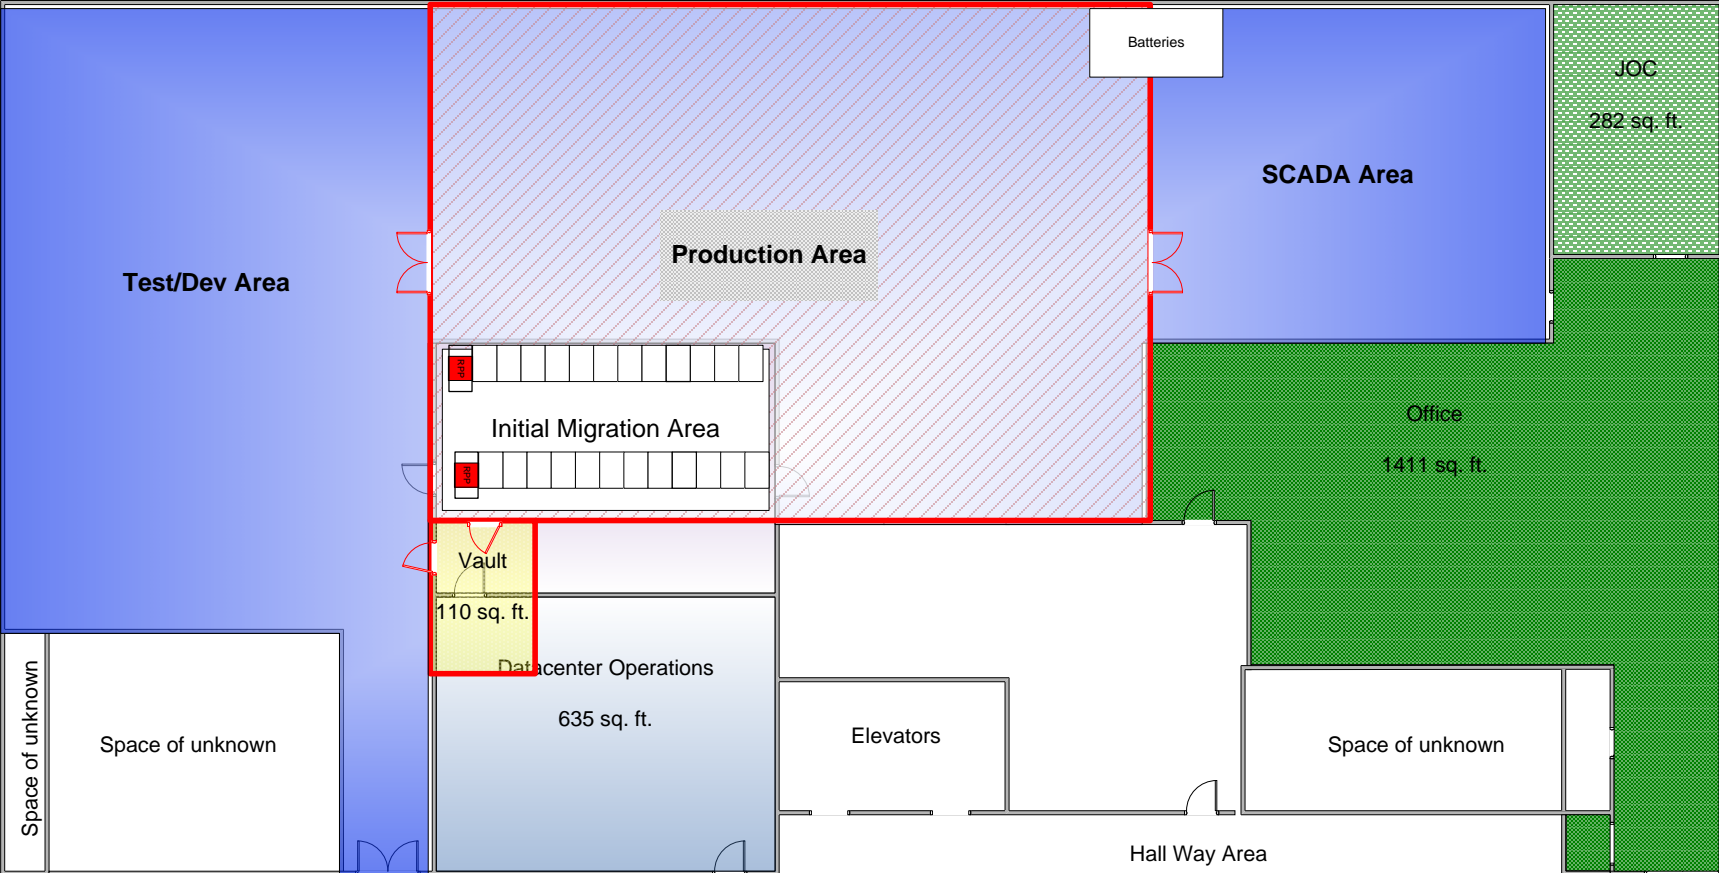 Batteries
JOC
282 sq. ft.
SCADA Area
Production Area
Test/Dev Area
RPP
Initial Migration Area
RPP
Office
1411 sq. ft.
Vault
110 sq. ft.
Datacenter Operations
635 sq. ft.
Space of unknown
Space of unknown
Elevators
Space of unknown
Hall Way Area